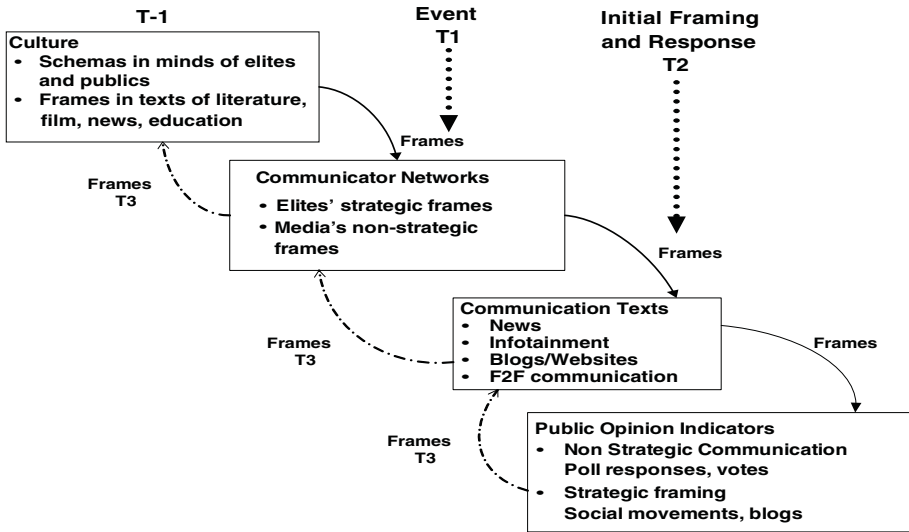 T-1
Event
T1
Initial Framing
and Response
T2
Culture
• Schemas in minds of elites
and publics
• Frames in texts of literature,
film, news, education
Frames
Frames
T3
Communicator Networks
• Elites’ strategic frames
• Media’s non-strategic
frames
Frames
Frames
T3
Communication Texts
• News
• Infotainment
• Blogs/Websites
• F2F communication
Frames
Frames
T3
Public Opinion Indicators
• Non Strategic Communication
Poll responses, votes
• Strategic framing
Social movements, blogs